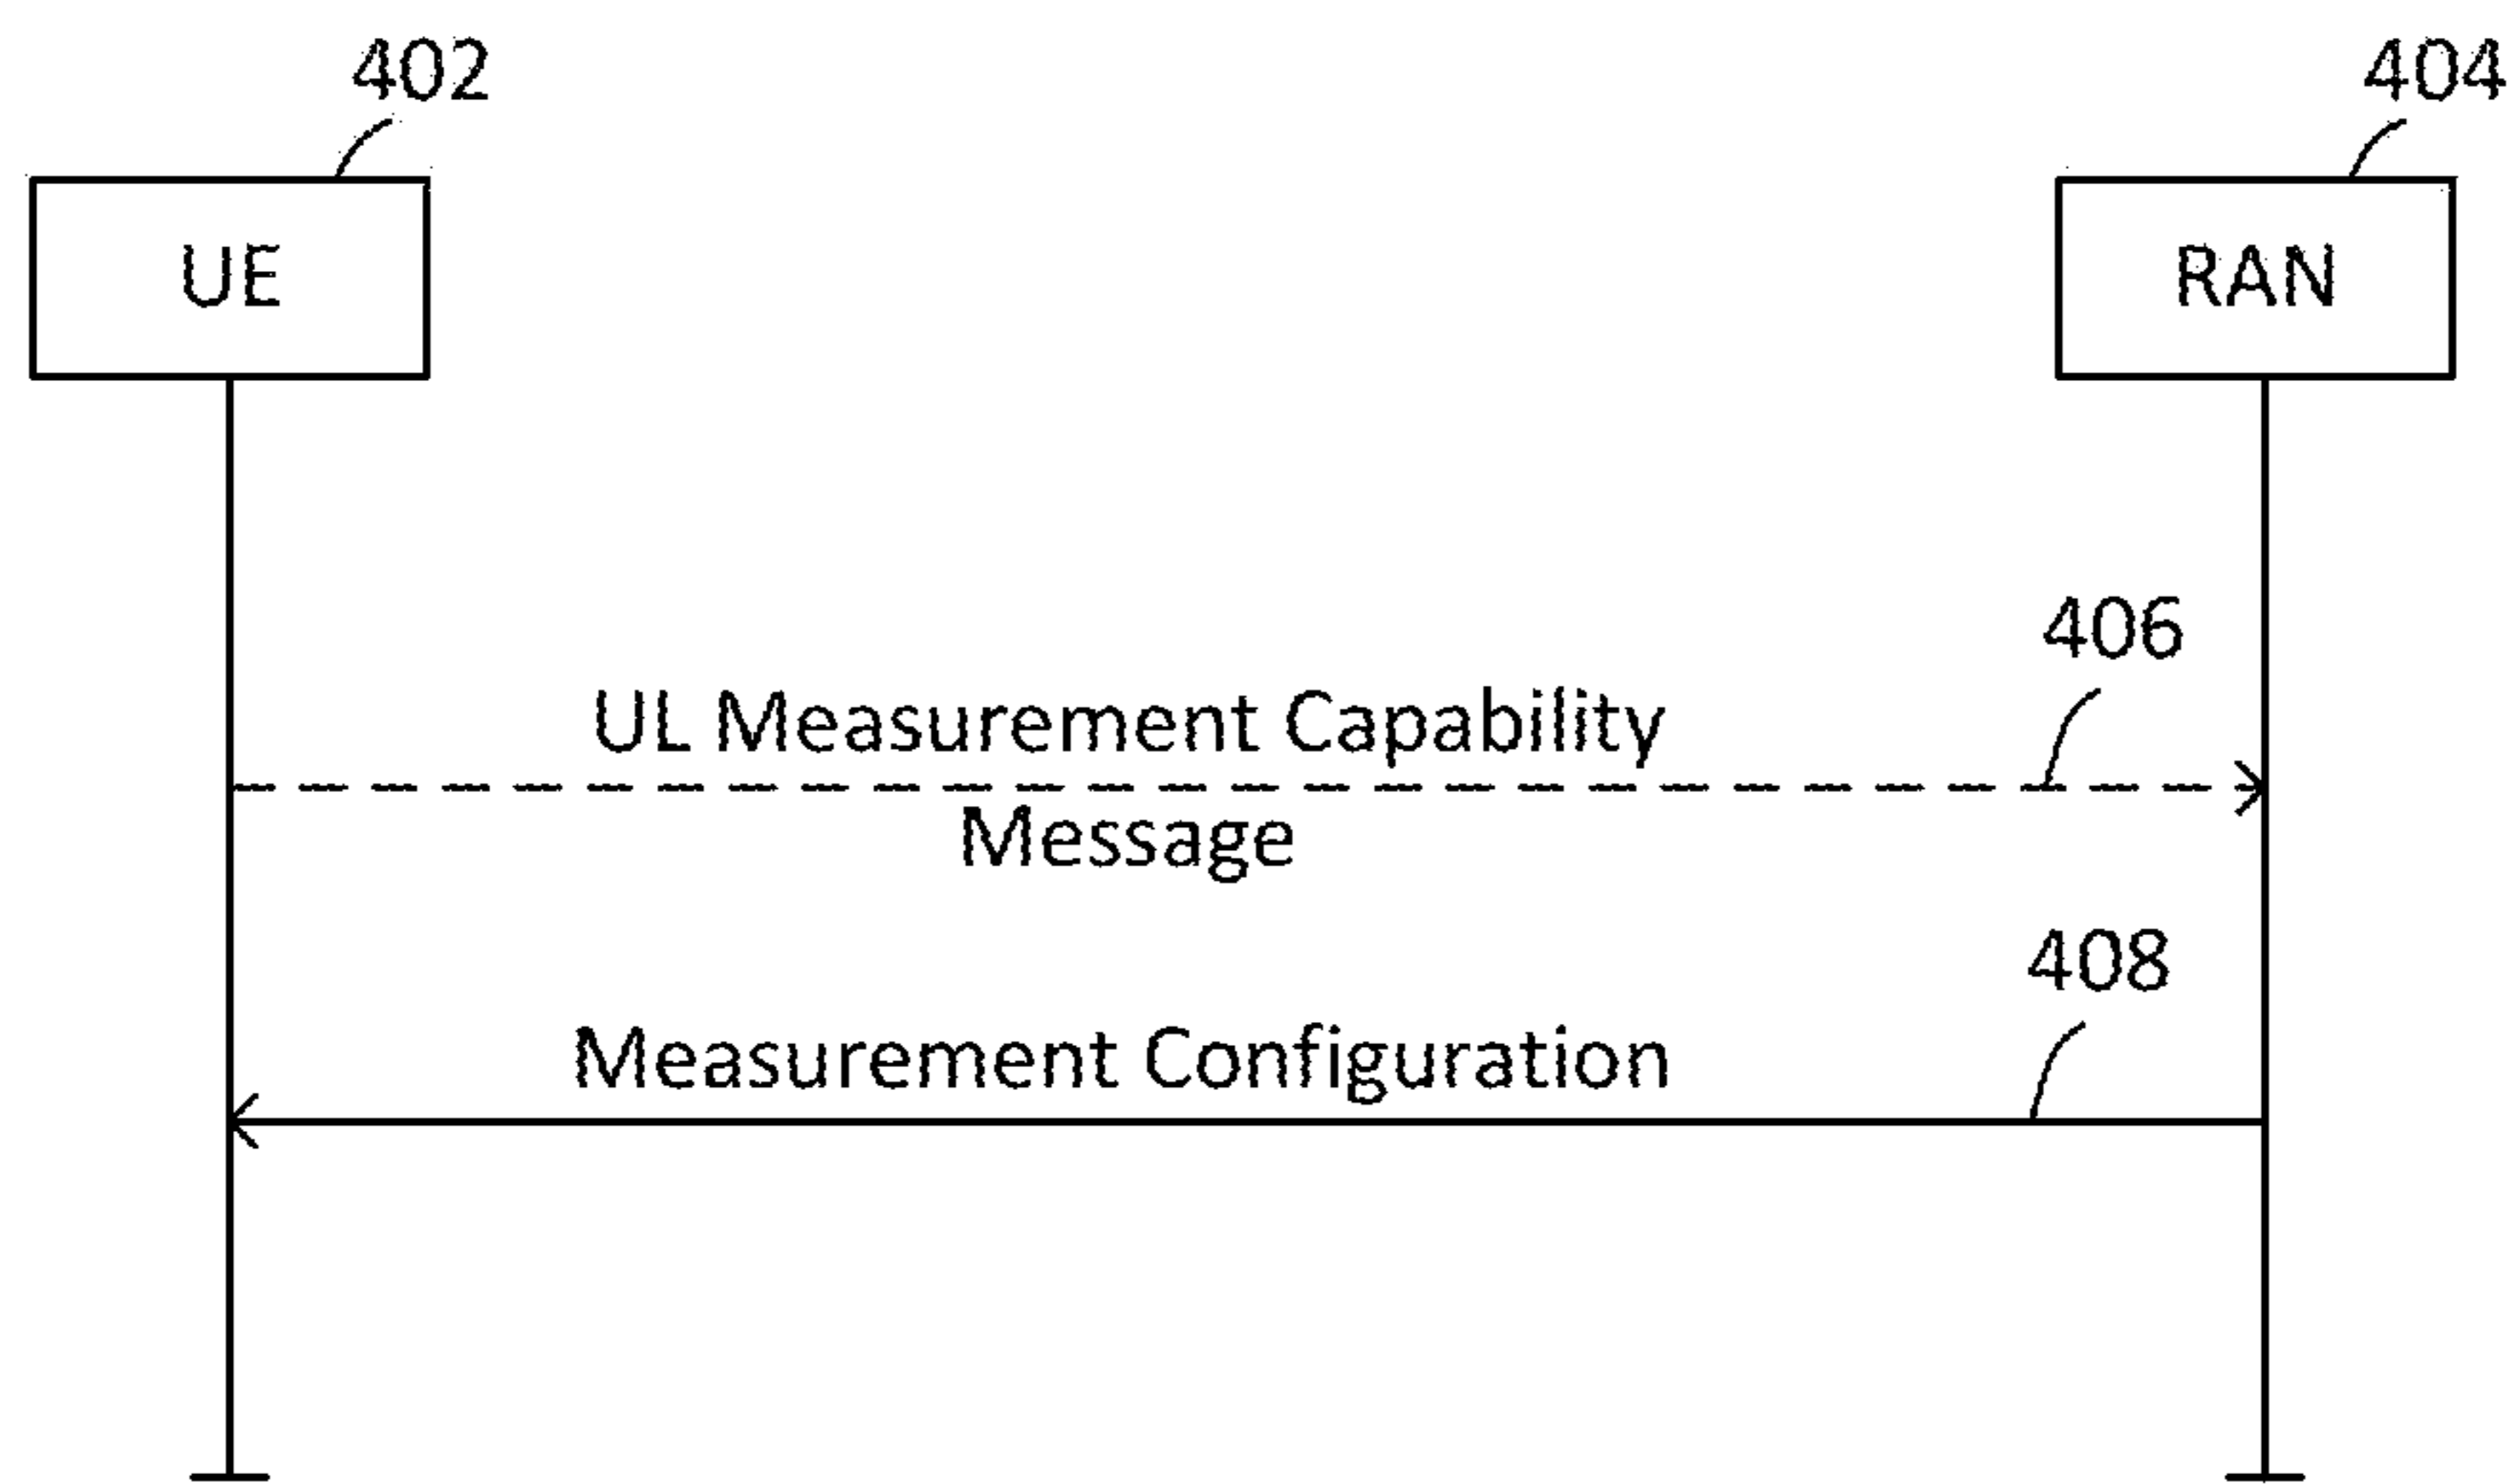 402
404
UE
RAN
406
UL Measurement Capability
Message
408
Measurement Configuration